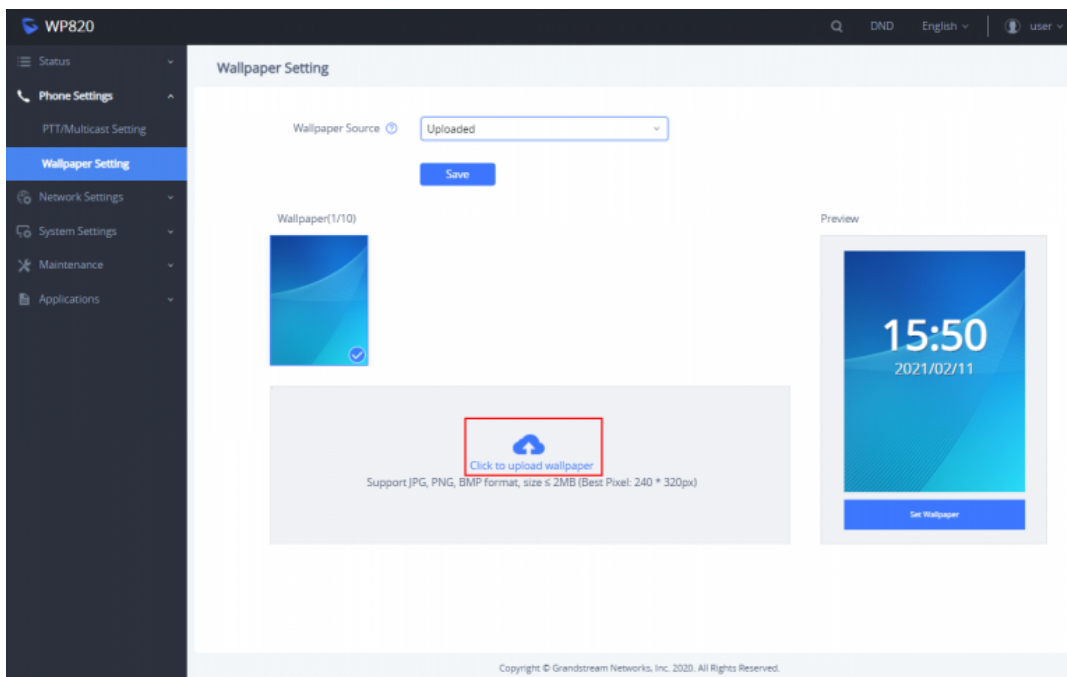 WP820
DND
English
user
Status
Phone Settings
PTT/Multicast Setting
Wallpaper Setting
Network Settings
System Settings
Maintenance
Applications
Wallpaper Setting
Wallpaper Source
Uploaded
Save
Wallpaper(1/10)
Click to upload wallpaper
Support JPG, PNG, BMP format, size ≤ 2MB (Best Pixel: 240 * 320px)
Preview
15:50
2021/02/11
Set Wallpaper
Copyright © Grandstream Networks, Inc. 2020. All Rights Reserved.